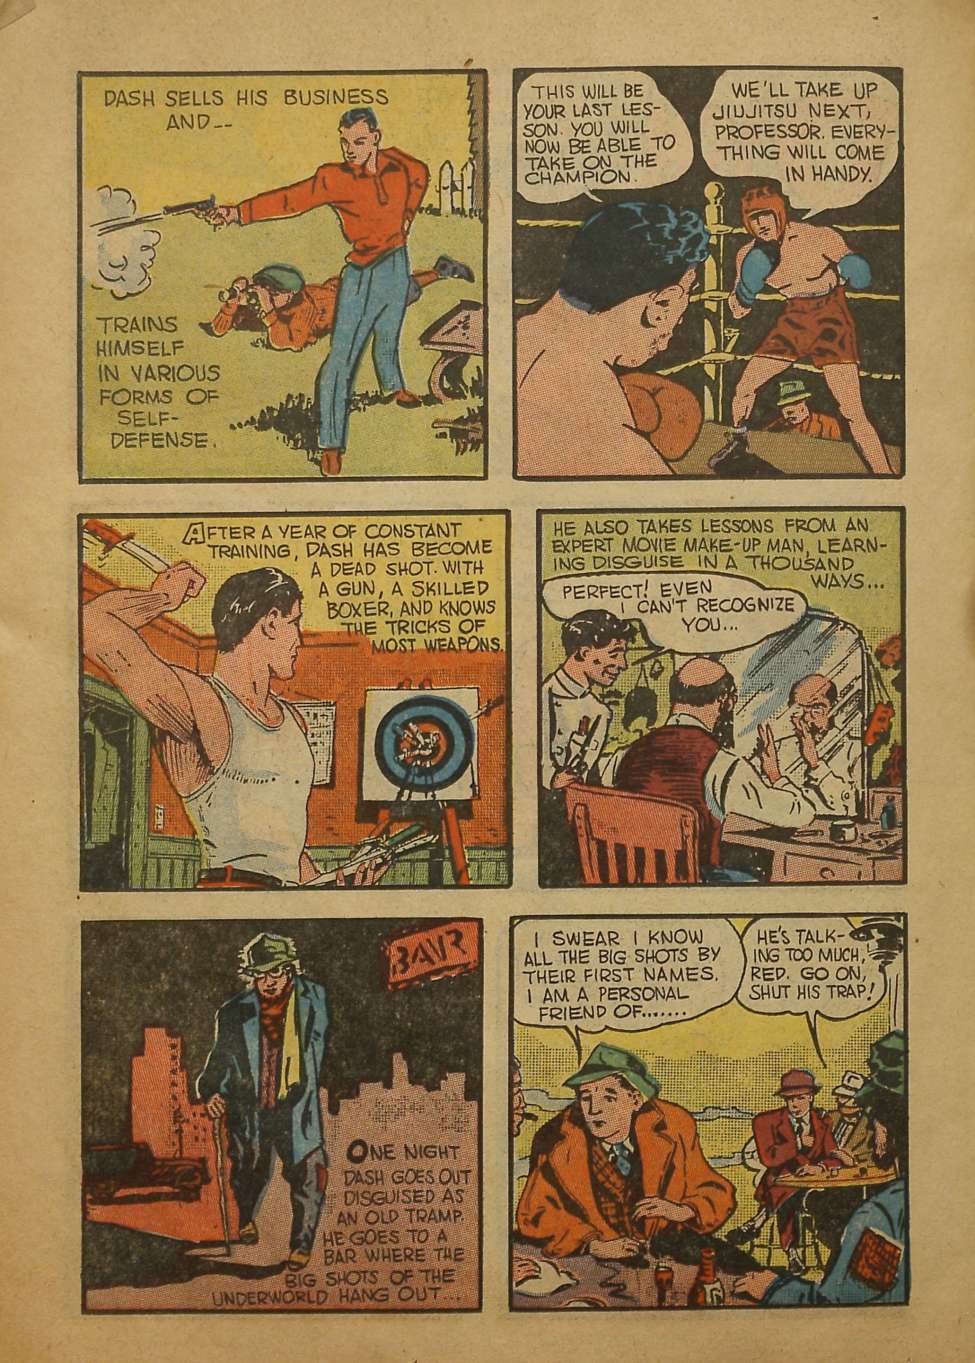 DASH SELLS HIS BUSINESS
AND--
TRAINS
HIMSELF
IN VARIOUS
FORMS OF
SELF-
DEFENSE.
THIS WILL BE
YOUR LAST LES-
SON. YOU WILL
NOW BE ABLE TO
TAKE ON THE
CHAMPION.
WE'LL TAKE UP
JIUJITSU NEXT,
PROFESSOR. EVERY-
THING WILL COME
IN HANDY.
AFTER A YEAR OF CONSTANT
TRAINING, DASH HAS BECOME
A DEAD SHOT WITH
A GUN, A SKILLED
BOXER, AND KNOWS
THE TRICKS OF
MOST WEAPONS.
HE ALSO TAKES LESSONS FROM AN
EXPERT MOVIE MAKE-UP MAN, LEARN-
ING DISGUISE IN A THOUSAND
WAYS...
PERFECT! EVEN
I CAN'T RECOGNIZE
YOU...
BAR
ONE NIGHT
DASH GOES OUT
DISGUISED AS
AN OLD TRAMP.
HE GOES TO A
BAR WHERE THE
BIG SHOTS OF THE
UNDERWORLD HANG OUT...
I SWEAR I KNOW
ALL THE BIG SHOTS BY
THEIR FIRST NAMES.
I AM A PERSONAL
FRIEND OF.......
HE'S TALK-
ING TOO MUCH,
RED. GO ON,
SHUT HIS TRAP!